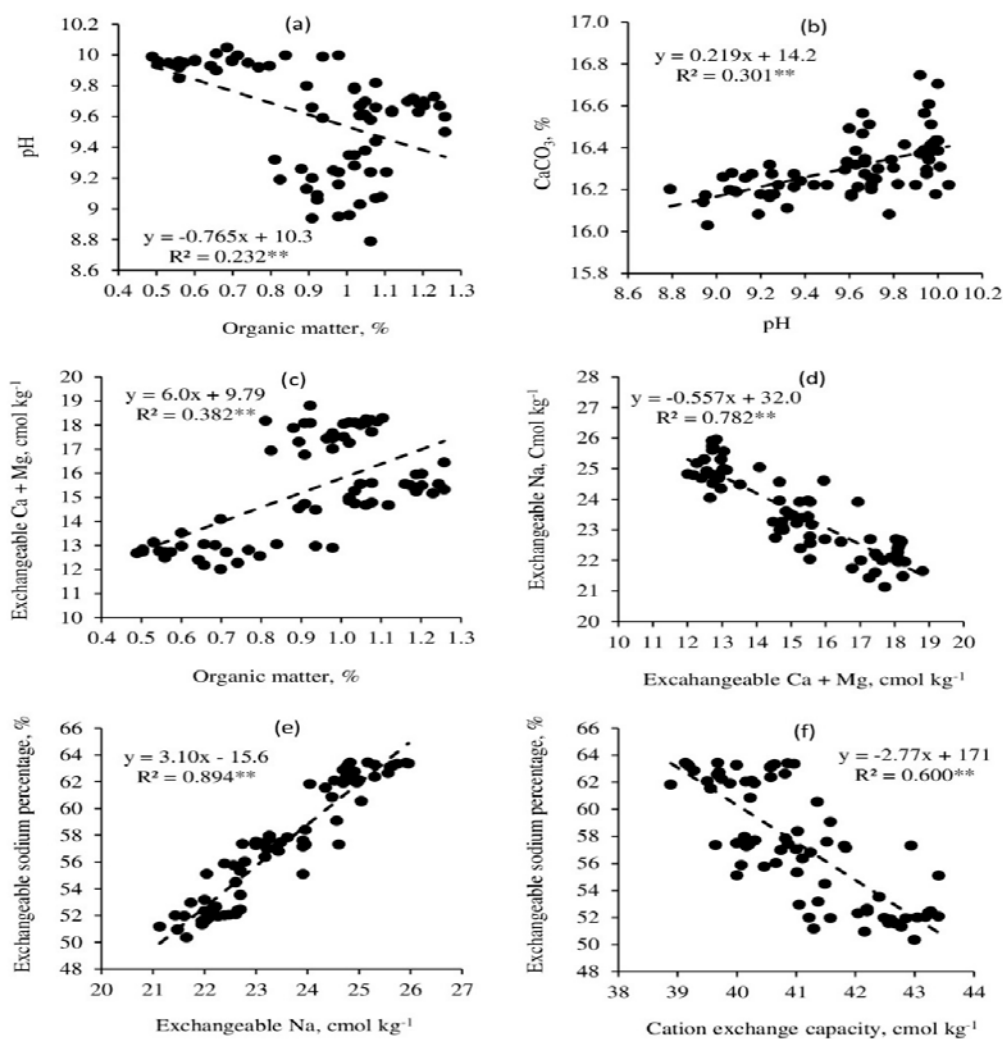 (a)
y = -0.765x + 10.3
R² = 0.232**
pH
10.2
10
9.8
9.6
9.4
9.2
9
8.8
8.6
0.4 0.5 0.6 0.7 0.8 0.9 1 1.1 1.2 1.3
Organic matter, %
(b)
y = 0.219x + 14.2
R² = 0.301**
CaCO₃, %
17.0
16.8
16.6
16.4
16.2
16.0
15.8
8.6 8.8 9.0 9.2 9.4 9.6 9.8 10.0 10.2
pH
(c)
y = 6.0x + 9.79
R² = 0.382**
Exchangeable Ca + Mg, cmol kg⁻¹
20
19
18
17
16
15
14
13
12
11
10
0.4 0.5 0.6 0.7 0.8 0.9 1.0 1.1 1.2 1.3
Organic matter, %
(d)
y = -0.557x + 32.0
R² = 0.782**
Exchangeable Na, Cmol kg⁻¹
28
27
26
25
24
23
22
21
20
10 11 12 13 14 15 16 17 18 19 20
Excahangeable Ca + Mg, cmol kg⁻¹
(e)
y = 3.10x - 15.6
R² = 0.894**
Exchangeable sodium percentage, %
66
64
62
60
58
56
54
52
50
48
20 21 22 23 24 25 26 27
Exchangeable Na, cmol kg⁻¹
(f)
y = -2.77x + 171
R² = 0.600**
Exchangeable sodium percentage, %
66
64
62
60
58
56
54
52
50
48
39 40 41 42 43 44
Cation exchange capacity, cmol kg⁻¹